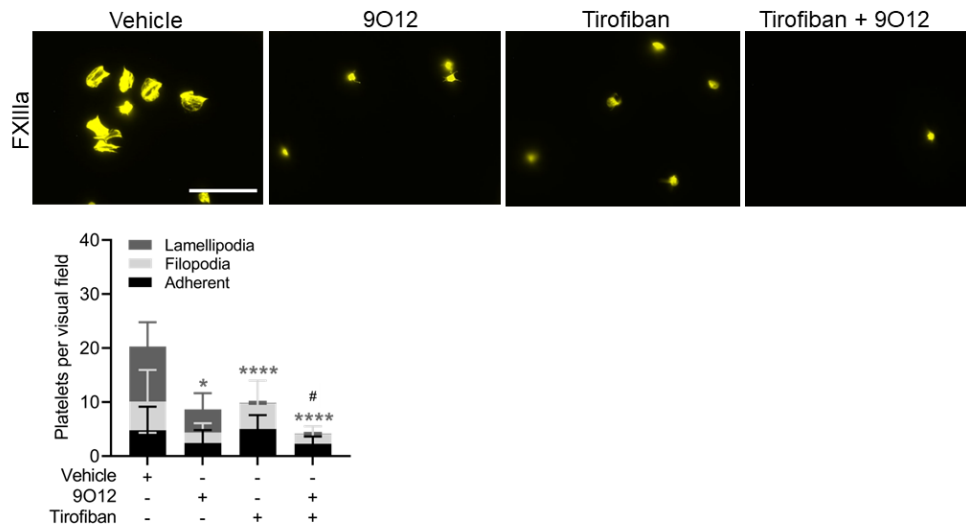 Vehicle 9O12 Tirofiban Tirofiban + 9O12
FXIIIa
40
30
20
10
0
Platelets per visual field
Lamellipodia
Filopodia
Adherent
* **** # ****
Vehicle + - - -
9O12 - + - +
Tirofiban - - + +